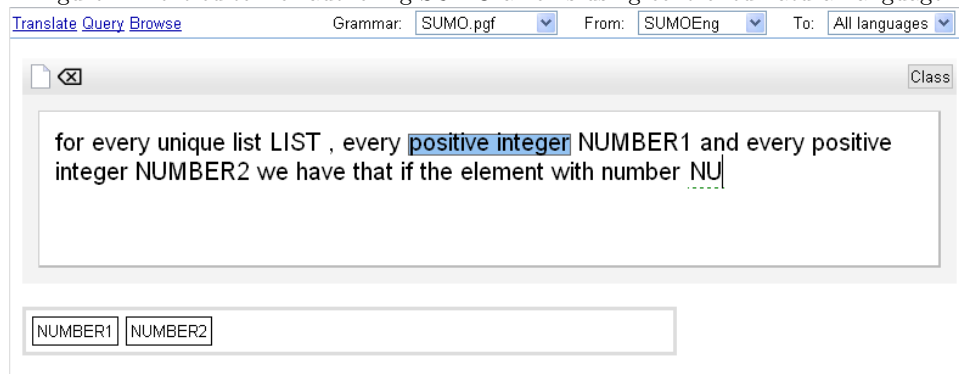 Translate Query Browse Grammar: SUMO.pgf From: SUMOEng To: All languages
Class
for every unique list LIST , every positive integer NUMBER1 and every positive
integer NUMBER2 we have that if the element with number NU
NUMBER1 NUMBER2